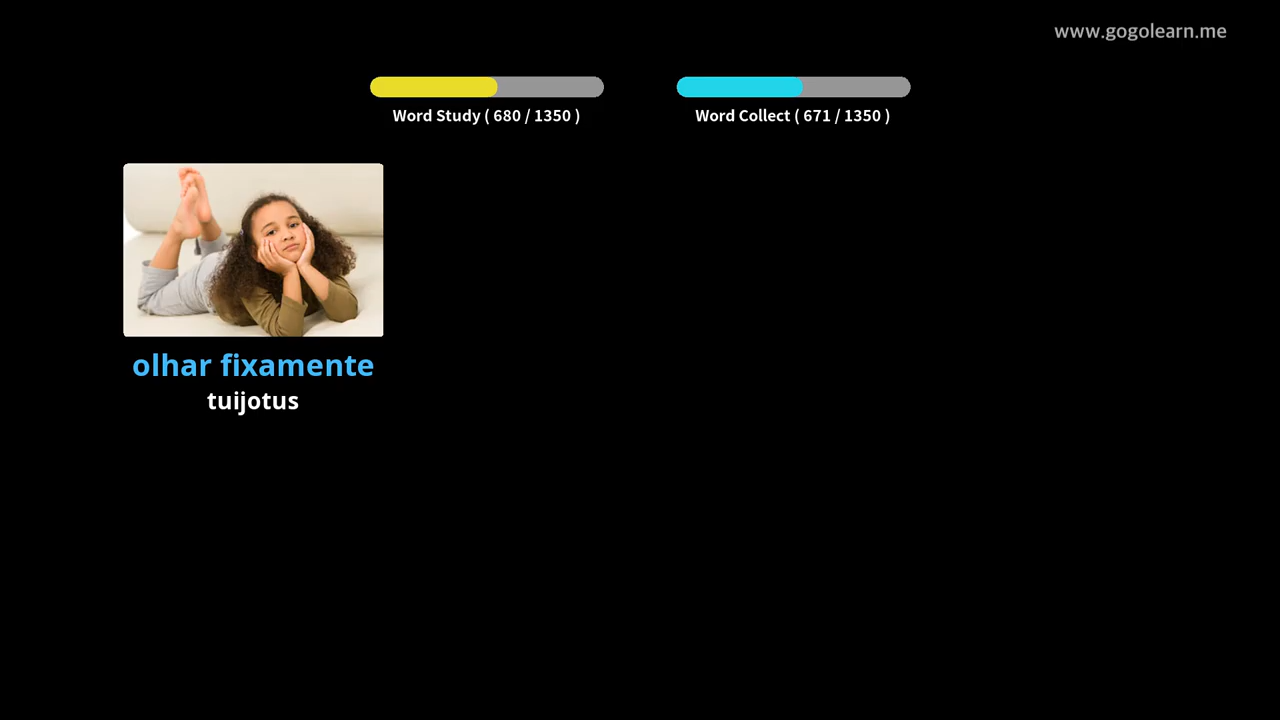 www.gogolearn.me
Word Study ( 680 / 1350 )
Word Collect ( 671 / 1350 )
olhar fixamente
tuijotus